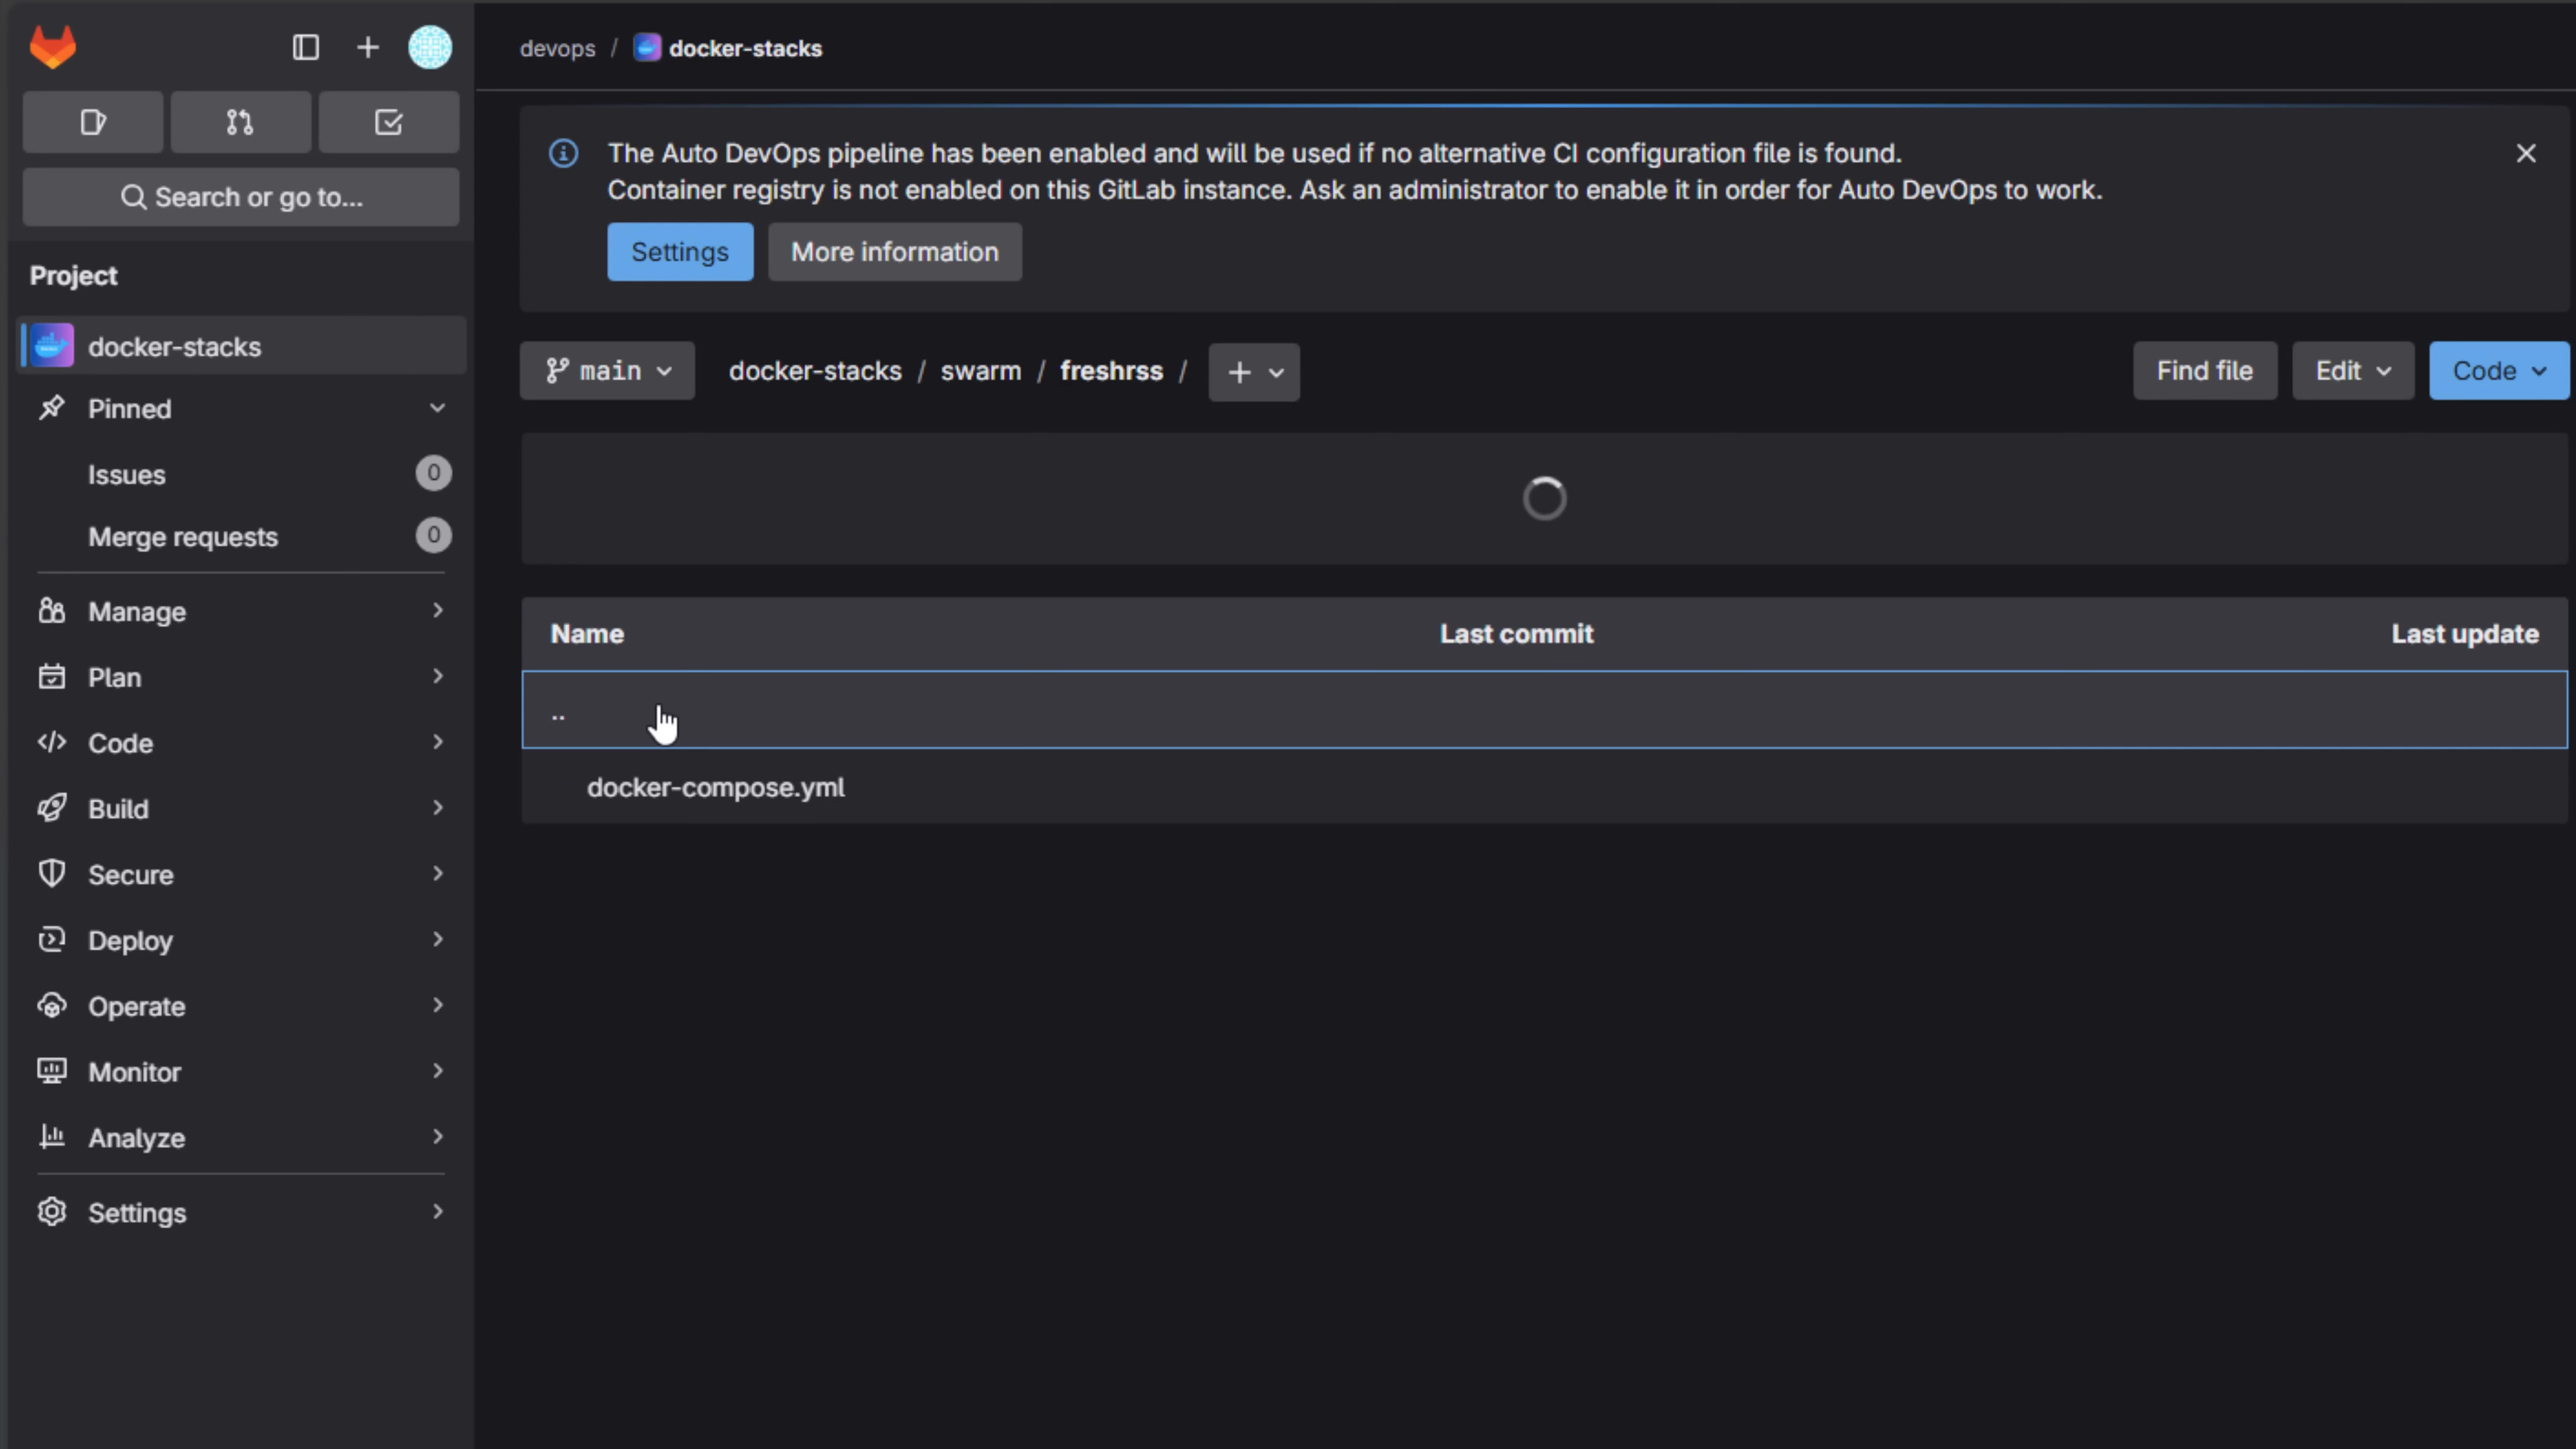 devops / docker-stacks
Search or go to...
Project
docker-stacks
Pinned
Issues 0
Merge requests 0
Manage
Plan
Code
Build
Secure
Deploy
Operate
Monitor
Analyze
Settings
The Auto DevOps pipeline has been enabled and will be used if no alternative CI configuration file is found.
Container registry is not enabled on this GitLab instance. Ask an administrator to enable it in order for Auto DevOps to work.
Settings More information
main docker-stacks / swarm / freshrss / Find file Edit Code
Name Last commit Last update
..
docker-compose.yml